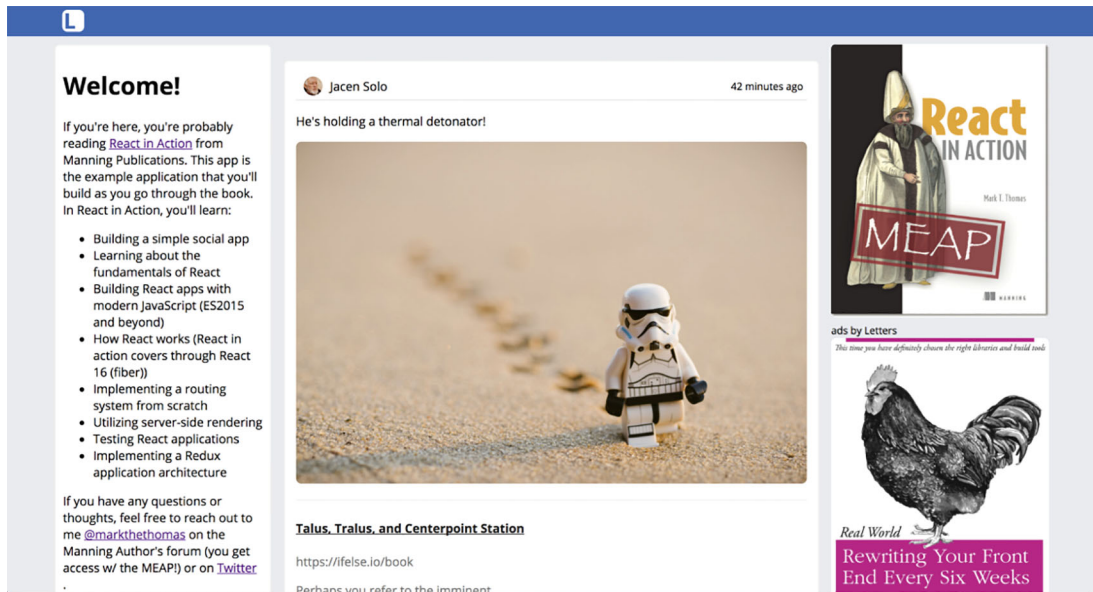 L
Welcome!
If you're here, you're probably
reading React in Action from
Manning Publications. This app is
the example application that you'll
build as you go through the book.
In React in Action, you'll learn:
• Building a simple social app
• Learning about the
fundamentals of React
• Building React apps with
modern JavaScript (ES2015
and beyond)
• How React works (React in
action covers through React
16 (fiber))
• Implementing a routing
system from scratch
• Utilizing server-side rendering
• Testing React applications
• Implementing a Redux
application architecture
If you have any questions or
thoughts, feel free to reach out to
me @markthethomas on the
Manning Author's forum (you get
access w/ the MEAP!) or on Twitter
.
Jacen Solo
42 minutes ago
He's holding a thermal detonator!
Talus, Tralus, and Centerpoint Station
https://ifelse.io/book
Perhaps you refer to the imminent
React
IN ACTION
Mark T. Thomas
MEAP
MANNING
ads by Letters
This time you have definitely chosen the right libraries and build tools
Real World
Rewriting Your Front
End Every Six Weeks